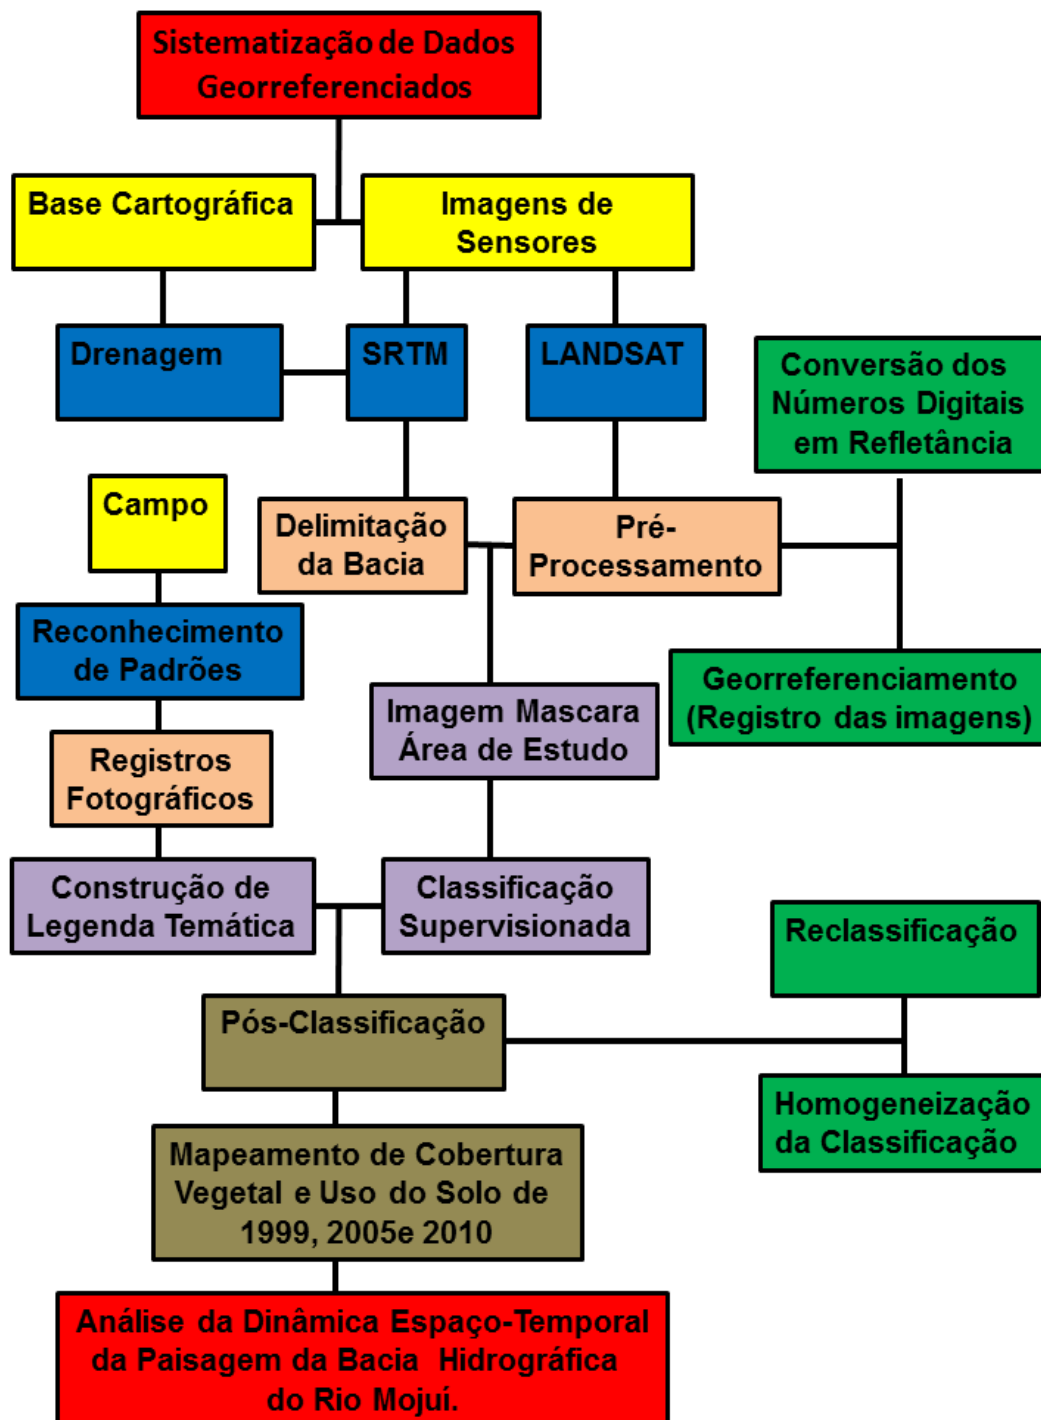 Sistematização de Dados
Georreferenciados
Base Cartográfica
Imagens de
Sensores
Drenagem
SRTM
LANDSAT
Conversão dos
Números Digitais
em Refletância
Campo
Delimitação
da Bacia
Pré-
Processamento
Reconhecimento
de Padrões
Georreferenciamento
(Registro das imagens)
Imagem Mascara
Área de Estudo
Registros
Fotográficos
Construção de
Legenda Temática
Classificação
Supervisionada
Reclassificação
Pós-Classificação
Homogeneização
da Classificação
Mapeamento de Cobertura
Vegetal e Uso do Solo de
1999, 2005e 2010
Análise da Dinâmica Espaço-Temporal
da Paisagem da Bacia Hidrográfica
do Rio Mojuí.